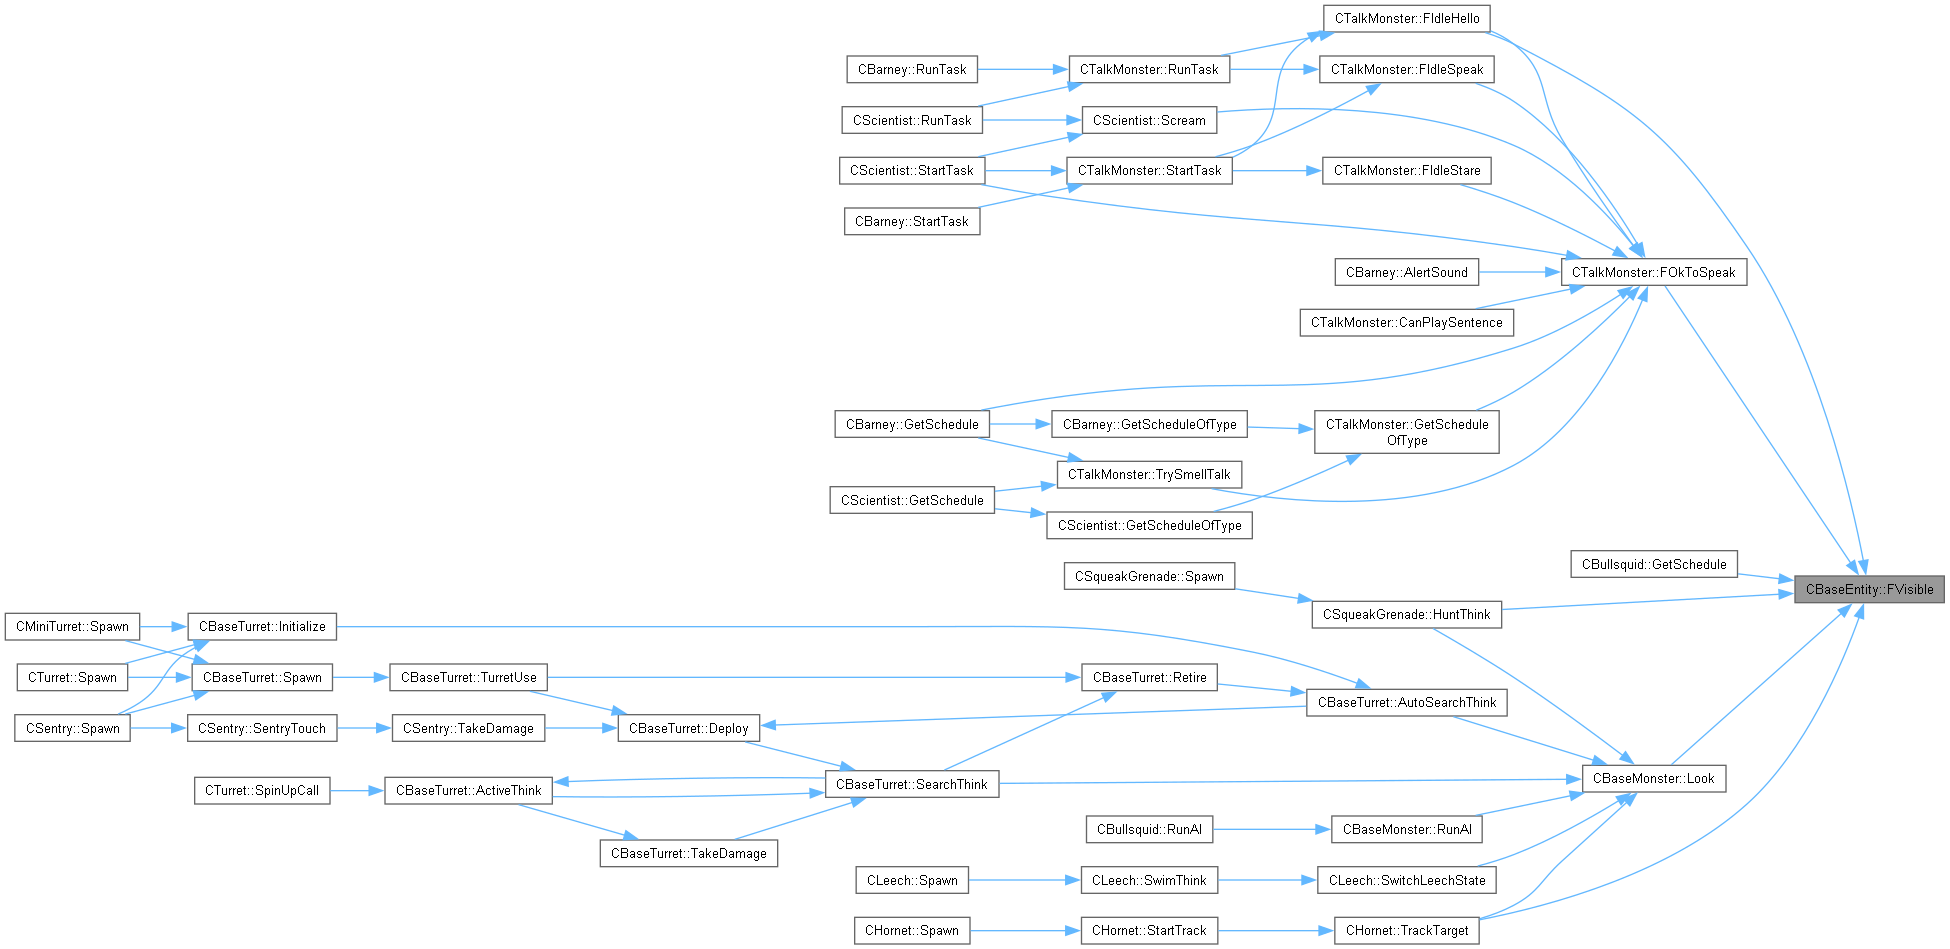 CTalkMonster::FIdleHello
CBarney::RunTask
CTalkMonster::RunTask
CTalkMonster::FIdleSpeak
CScientist::RunTask
CScientist::Scream
CScientist::StartTask
CTalkMonster::StartTask
CTalkMonster::FIdleStare
CBarney::StartTask
CBarney::AlertSound
CTalkMonster::FOkToSpeak
CTalkMonster::CanPlaySentence
CBarney::GetSchedule
CBarney::GetScheduleOfType
CTalkMonster::GetSchedule
OfType
CTalkMonster::TrySmellTalk
CScientist::GetSchedule
CScientist::GetScheduleOfType
CBullsquid::GetSchedule
CSqueakGrenade::Spawn
CBaseEntity::FVisible
CSqueakGrenade::HuntThink
CMiniTurret::Spawn
CBaseTurret::Initialize
CTurret::Spawn
CBaseTurret::Spawn
CBaseTurret::TurretUse
CBaseTurret::Retire
CBaseTurret::AutoSearchThink
CSentry::Spawn
CSentry::SentryTouch
CSentry::TakeDamage
CBaseTurret::Deploy
CTurret::SpinUpCall
CBaseTurret::ActiveThink
CBaseTurret::SearchThink
CBaseMonster::Look
CBullsquid::RunAI
CBaseMonster::RunAI
CBaseTurret::TakeDamage
CLeech::Spawn
CLeech::SwimThink
CLeech::SwitchLeechState
CHornet::Spawn
CHornet::StartTrack
CHornet::TrackTarget